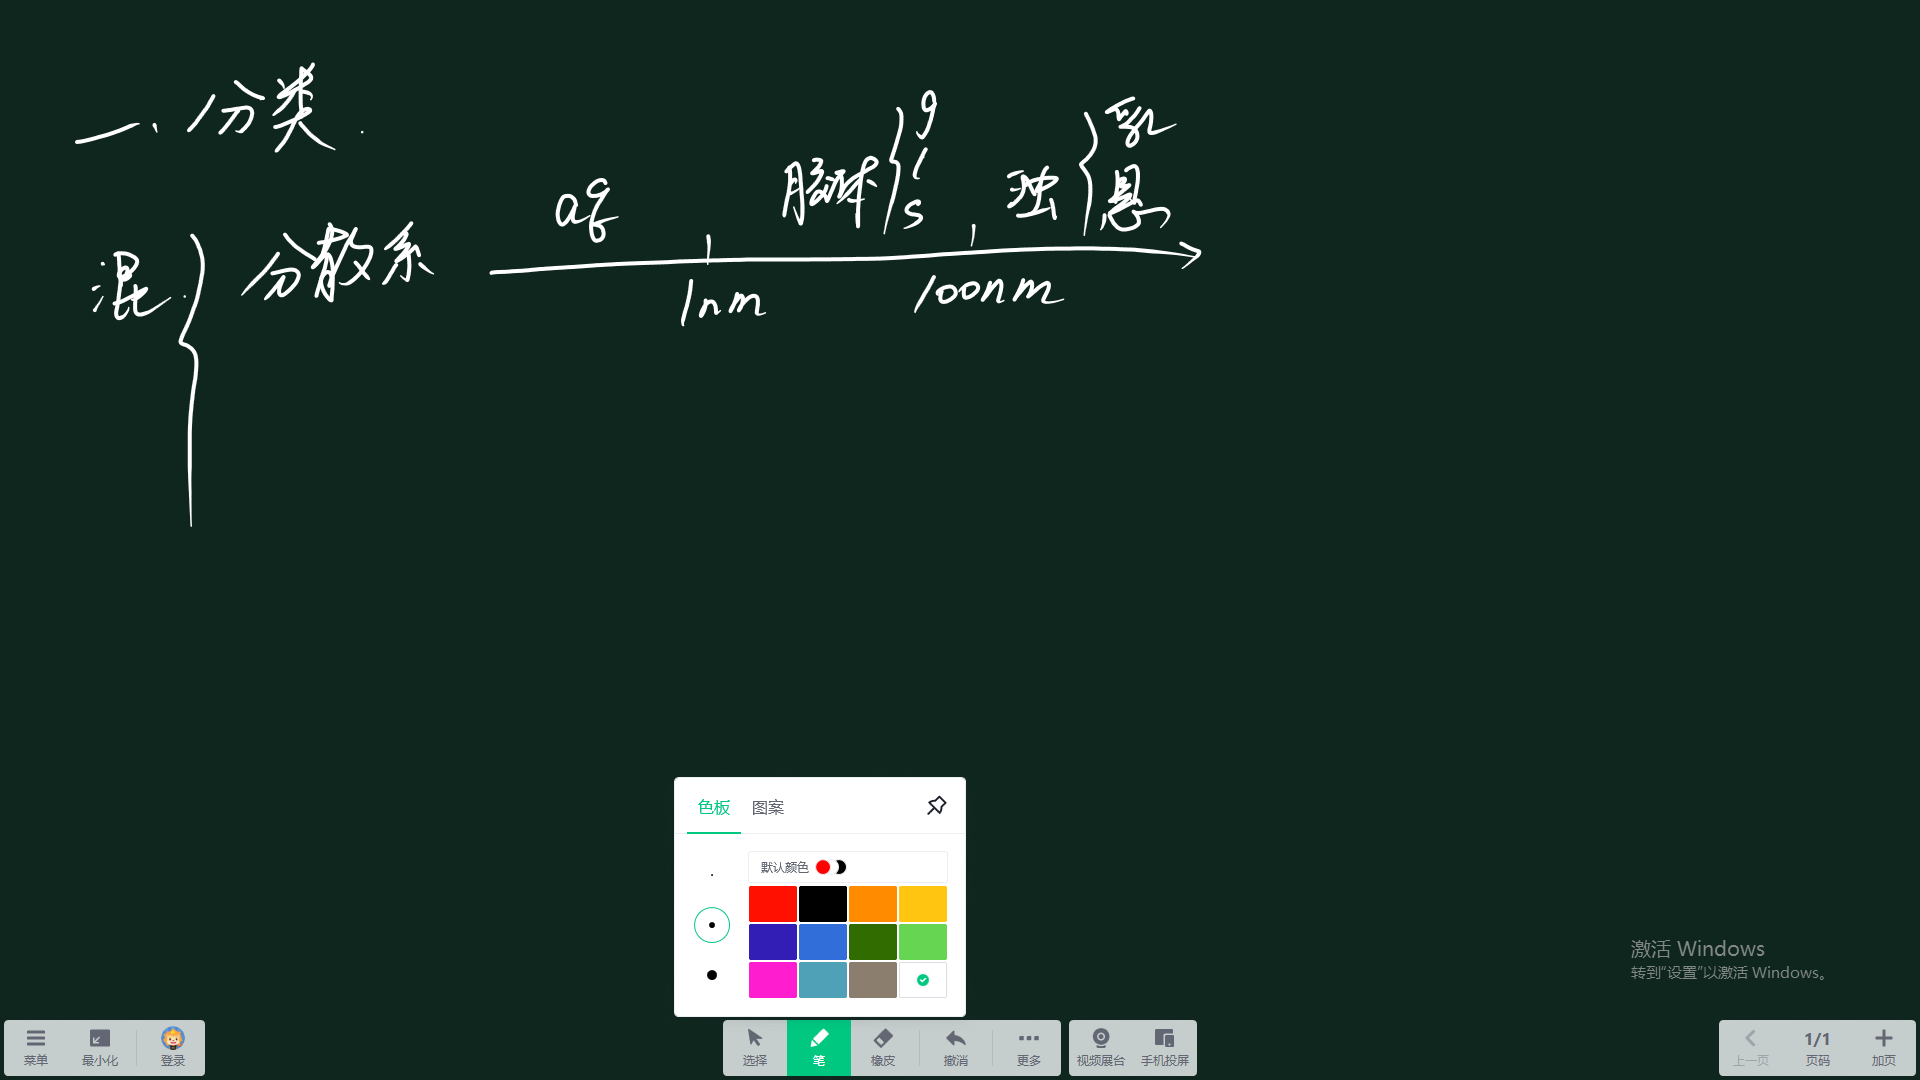 一、分类.
混. 分散系
aq 胶体 g l s 浊 乳 悬
1nm 100nm
色板 图案
默认颜色
激活 Windows
转到“设置”以激活 Windows。
菜单 最小化 登录 选择 笔 橡皮 撤消 更多 视频展台 手机投屏 上一页 1/1 页码 加页